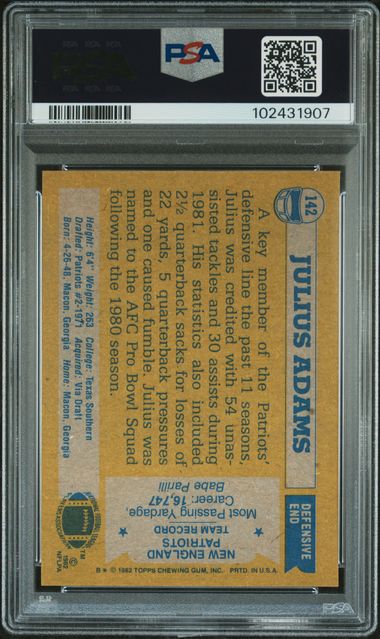 PSA
102431907
142
JULIUS ADAMS
DEFENSIVE
END
A key member of the Patriots'
defensive line the past 11 seasons,
Julius was credited with 54 unas-
sisted tackles and 30 assists during
1981. His statistics also included
2½ quarterback sacks for losses of
22 yards, 5 quarterback pressures
and one caused fumble. Julius was
named to the AFC Pro Bowl Squad
following the 1980 season.
NEW ENGLAND
PATRIOTS
TEAM RECORD
Most Passing Yardage
Career: 16,747
Babe Parilli
Height: 6'4" Weight: 263 College: Texas Southern
Drafted: Patriots #2-1971 Acquired: Via Draft
Born: 4-26-48, Macon, Georgia Home: Macon, Georgia
TM
© 1982
NFLPA
B* © 1982 TOPPS CHEWING GUM, INC. PRTD. IN U.S.A.